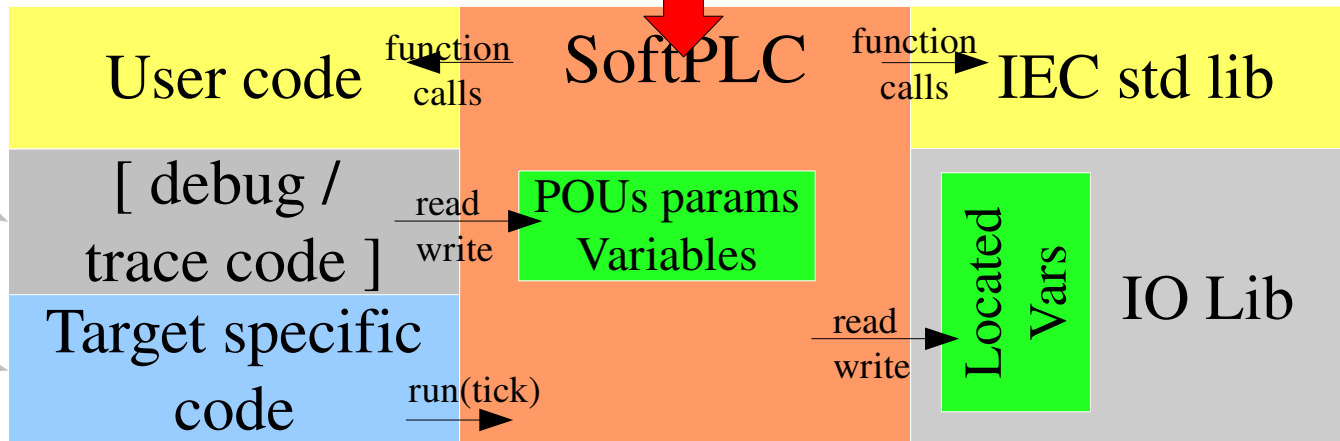 User code
function
calls
SoftPLC
function
calls
IEC std lib
[ debug /
trace code ]
read
write
POUs params
Variables
Located
Vars
IO Lib
Target specific
code
run(tick)
read
write